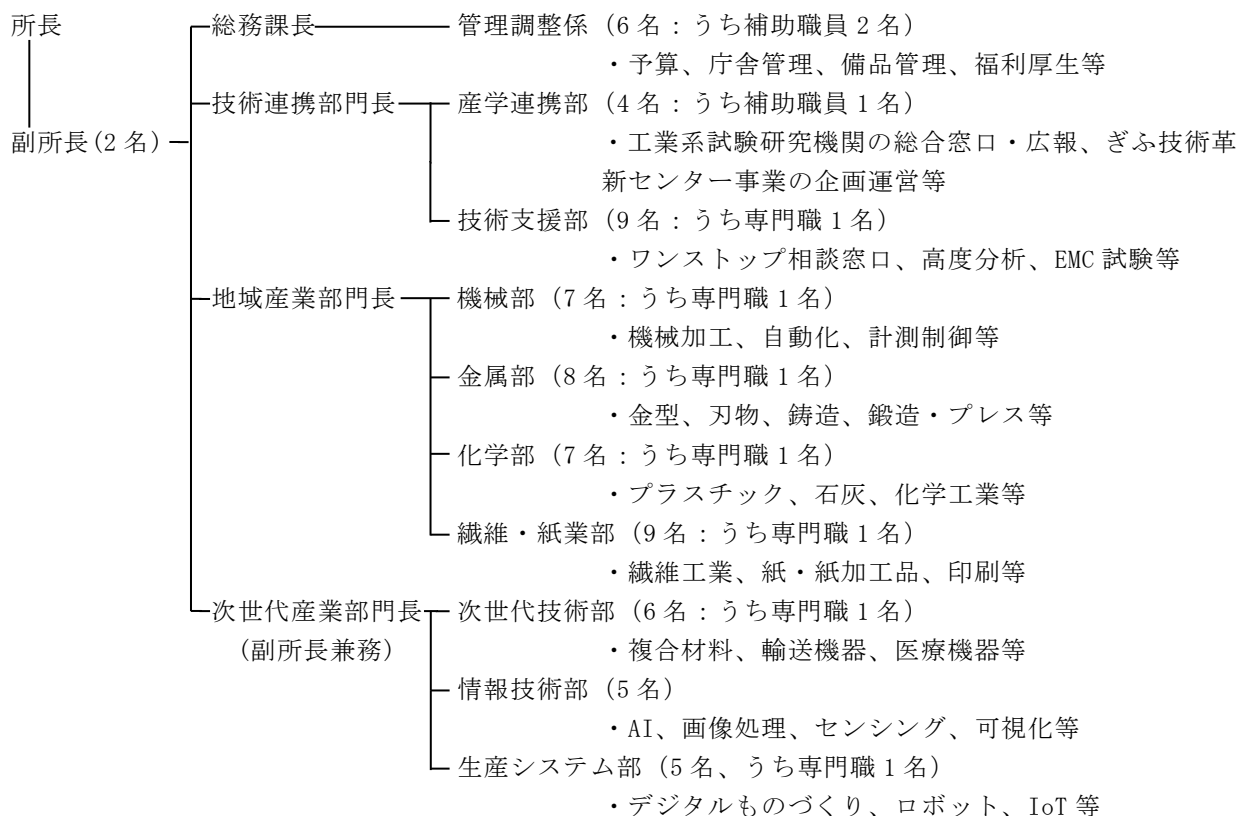 所長
総務課長 管理調整係（6名：うち補助職員2名）
・予算、庁舎管理、備品管理、福利厚生等
技術連携部門長 産学連携部（4名：うち補助職員1名）
副所長(2名)
・工業系試験研究機関の総合窓口・広報、ぎふ技術革
新センター事業の企画運営等
技術支援部（9名：うち専門職1名）
・ワンストップ相談窓口、高度分析、EMC試験等
地域産業部門長 機械部（7名：うち専門職1名）
・機械加工、自動化、計測制御等
金属部（8名：うち専門職1名）
・金型、刃物、鋳造、鍛造・プレス等
化学部（7名：うち専門職1名）
・プラスチック、石灰、化学工業等
繊維・紙業部（9名：うち専門職1名）
・繊維工業、紙・紙加工品、印刷等
次世代産業部門長 次世代技術部（6名：うち専門職1名）
(副所長兼務)
・複合材料、輸送機器、医療機器等
情報技術部（5名）
・AI、画像処理、センシング、可視化等
生産システム部（5名、うち専門職1名）
・デジタルものづくり、ロボット、IoT等